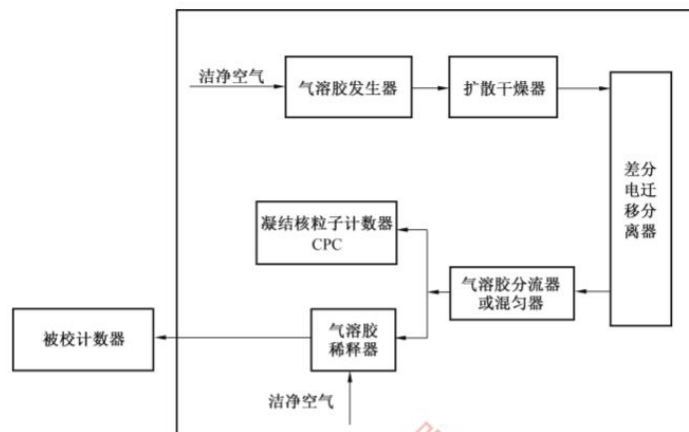 洁净空气
气溶胶发生器
扩散干燥器
差分
电迁
移分
离器
凝结核粒子计数器
CPC
气溶胶分流器
或混匀器
被校计数器
气溶胶
稀释器
洁净空气